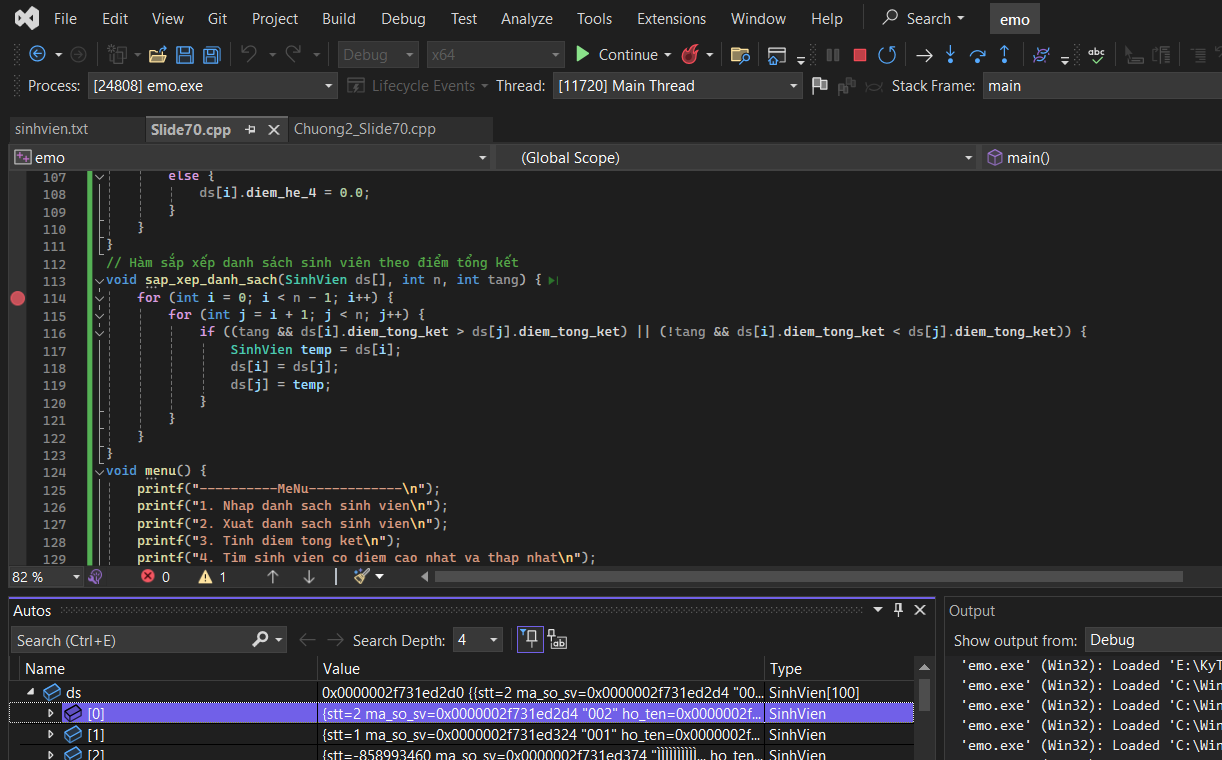 File Edit View Git Project Build Debug Test Analyze Tools Extensions Window Help Search emo
Debug x64 Continue abc
Process: [24808] emo.exe Lifecycle Events Thread: [11720] Main Thread Stack Frame: main
sinhvien.txt Slide70.cpp Chuong2_Slide70.cpp
emo (Global Scope) main()
107 else {
108 ds[i].diem_he_4 = 0.0;
109 }
110 }
111 }
112 // Hàm sắp xếp danh sách sinh viên theo điểm tổng kết
113 void sap_xep_danh_sach(SinhVien ds[], int n, int tang) {
114 for (int i = 0; i < n - 1; i++) {
115 for (int j = i + 1; j < n; j++) {
116 if ((tang && ds[i].diem_tong_ket > ds[j].diem_tong_ket) || (!tang && ds[i].diem_tong_ket < ds[j].diem_tong_ket)) {
117 SinhVien temp = ds[i];
118 ds[i] = ds[j];
119 ds[j] = temp;
120 }
121 }
122 }
123 }
124 void menu() {
125 printf("----------MeNu------------\n");
126 printf("1. Nhap danh sach sinh vien\n");
127 printf("2. Xuat danh sach sinh vien\n");
128 printf("3. Tinh diem tong ket\n");
129 printf("4. Tim sinh vien co diem cao nhat va thap nhat\n");
82 % 0 1
Autos
Search (Ctrl+E) Search Depth: 4 ab
Name Value Type
ds 0x0000002f731ed2d0 {{stt=2 ma_so_sv=0x0000002f731ed2d4 "00... SinhVien[100]
[0] {stt=2 ma_so_sv=0x0000002f731ed2d4 "002" ho_ten=0x0000002f... SinhVien
[1] {stt=1 ma_so_sv=0x0000002f731ed324 "001" ho_ten=0x0000002f... SinhVien
[2] {stt=-858993460 ma_so_sv=0x0000002f731ed374 ho_ten... SinhVien
Output
Show output from: Debug
'emo.exe' (Win32): Loaded 'E:\KyT
'emo.exe' (Win32): Loaded 'C:\Win
'emo.exe' (Win32): Loaded 'C:\Win
'emo.exe' (Win32): Loaded 'C:\Win
'emo.exe' (Win32): Loaded 'C:\Win